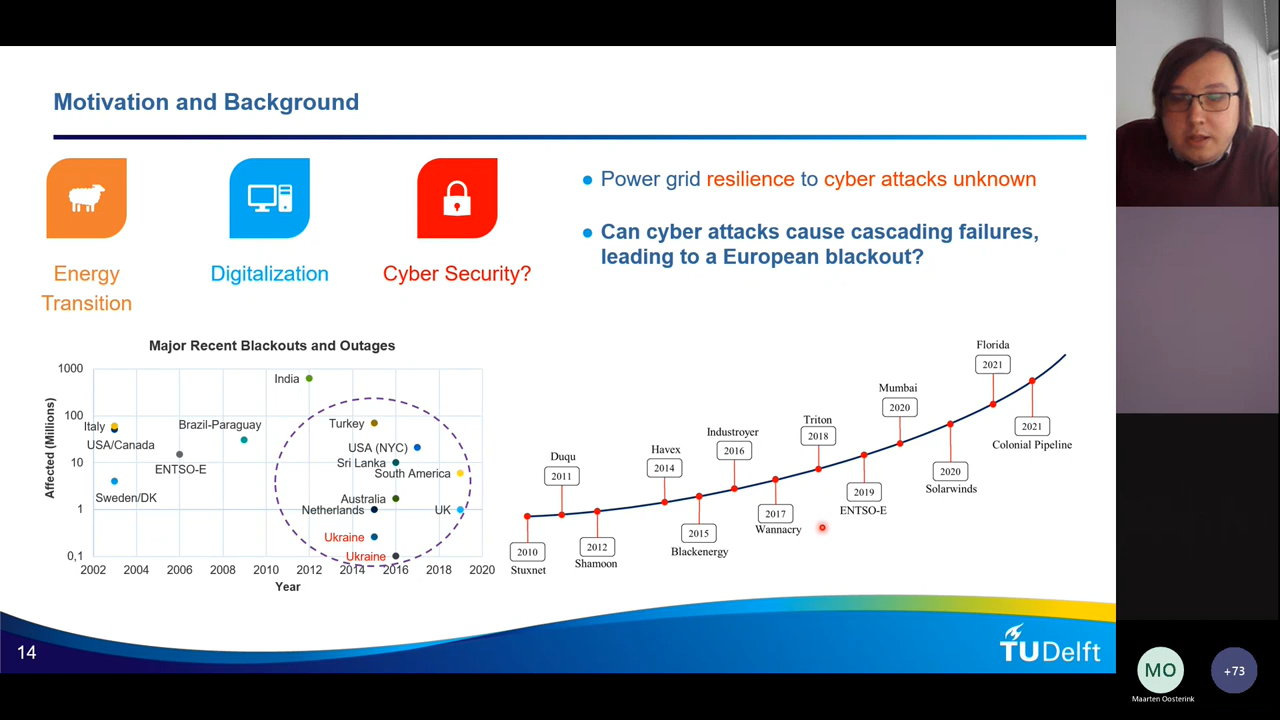 Motivation and Background
Energy
Transition
Digitalization
Cyber Security?
Power grid resilience to cyber attacks unknown
Can cyber attacks cause cascading failures,
leading to a European blackout?
Major Recent Blackouts and Outages
Affected (Millions)
1000
100
10
1
0,1
India
Italy
USA/Canada
Brazil-Paraguay
ENTSO-E
Sweden/DK
Turkey
USA (NYC)
Sri Lanka
South America
Australia
Netherlands
UK
Ukraine
Ukraine
2002 2004 2006 2008 2010 2012 2014 2016 2018 2020
Year
2010
Stuxnet
Duqu
2011
2012
Shamoon
Havex
2014
2015
Blackenergy
Industroyer
2016
2017
Wannacry
Triton
2018
2019
ENTSO-E
Mumbai
2020
2020
Solarwinds
Florida
2021
2021
Colonial Pipeline
14
TUDelft
MO
Maarten Oosterink
+73